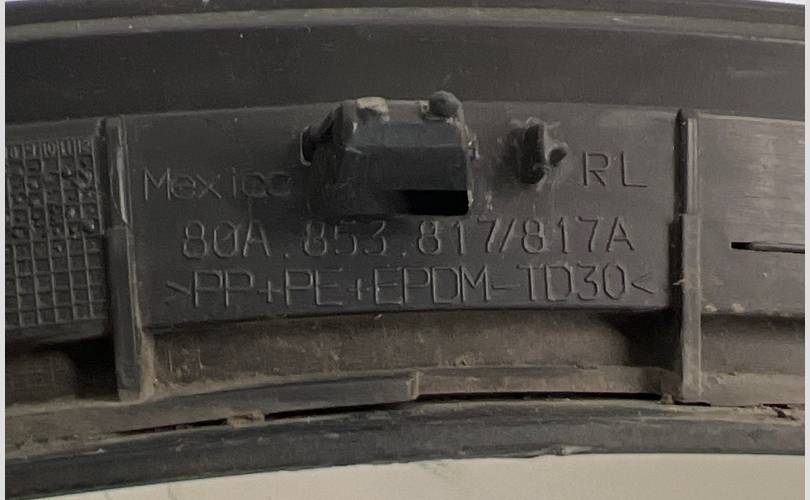 Mexico RL
80A.853.817/817A
>PP+PE+EPDM-TD30<